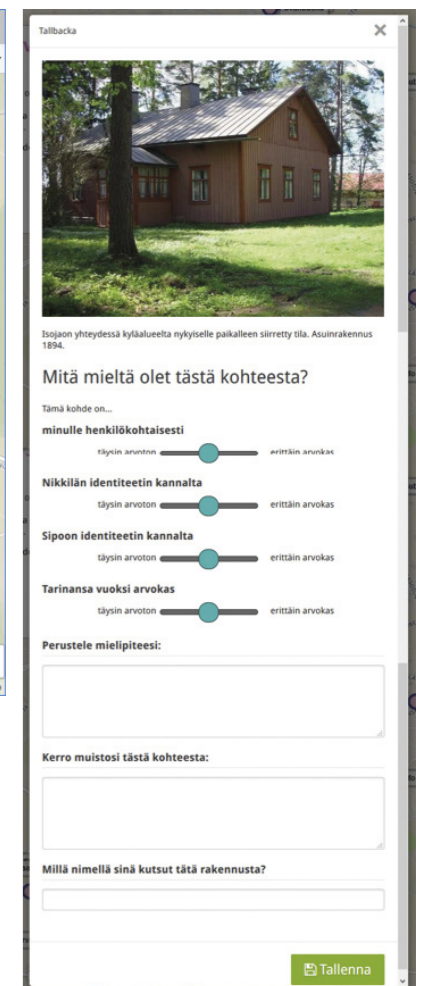 Tallbacka
Isojaon yhteydessä kyläalueelta nykyiselle paikalleen siirretty tila. Asuinrakennus
1894.
Mitä mieltä olet tästä kohteesta?
Tämä kohde on...
minulle henkilökohtaisesti
täysin arvoton erittäin arvokas
Nikkilän identiteetin kannalta
täysin arvoton erittäin arvokas
Sipoon identiteetin kannalta
täysin arvoton erittäin arvokas
Tarinansa vuoksi arvokas
täysin arvoton erittäin arvokas
Perustele mielipiteesi:
Kerro muistosi tästä kohteesta:
Millä nimellä sinä kutsut tätä rakennusta?
Tallenna